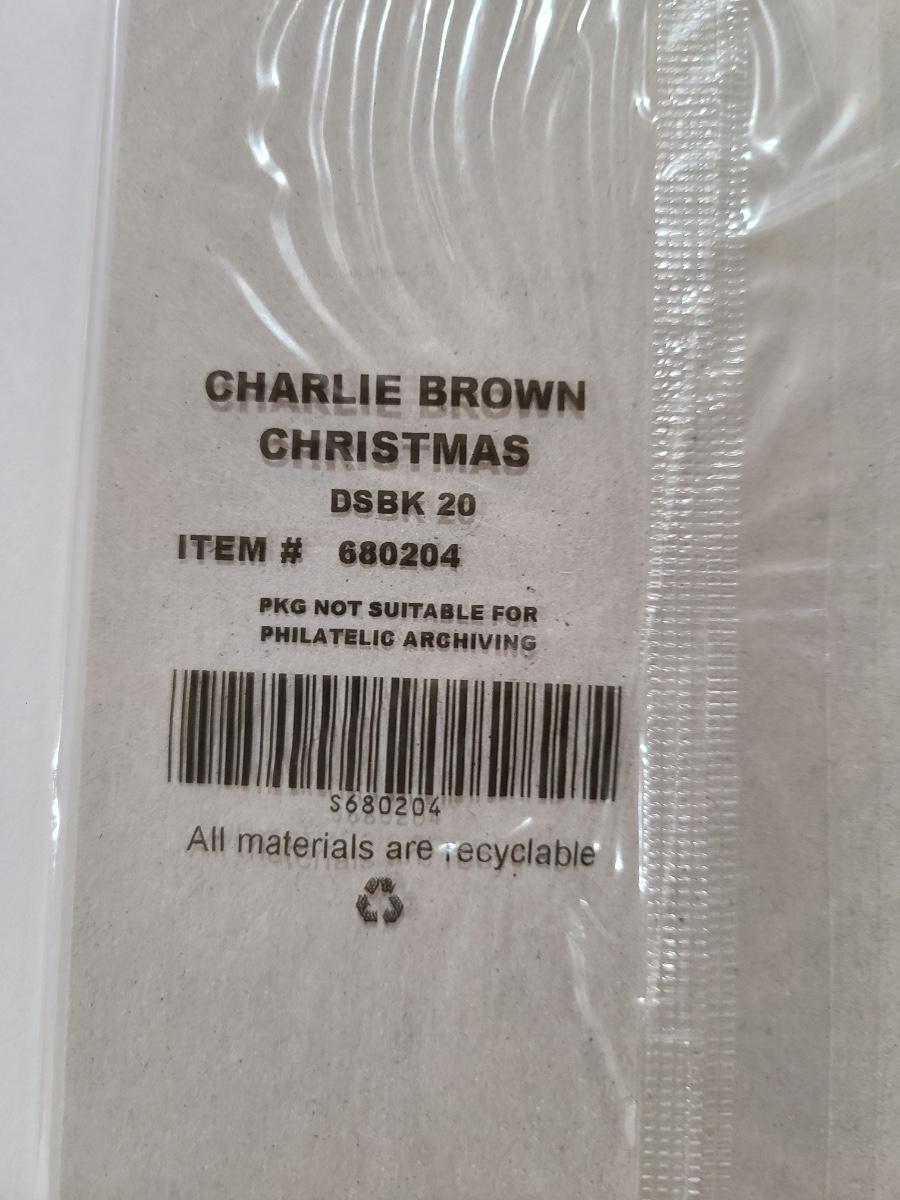 CHARLIE BROWN
CHRISTMAS
DSBK 20
ITEM # 680204
PKG NOT SUITABLE FOR
PHILATELIC ARCHIVING
S680204
All materials are recyclable